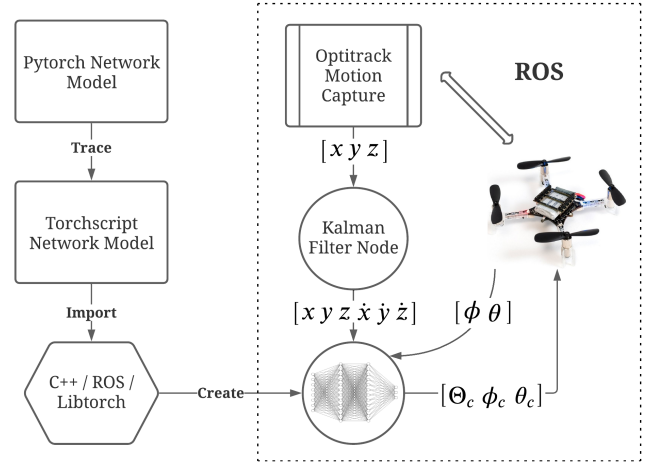 Pytorch Network
Model
Trace
Torchscript
Network Model
Import
C++ / ROS /
Libtorch
Create
Optitrack
Motion
Capture
ROS
[x y z]
Kalman
Filter Node
[x y z ẋ ẏ ż]
[ϕ θ]
[Θc ϕc θc]